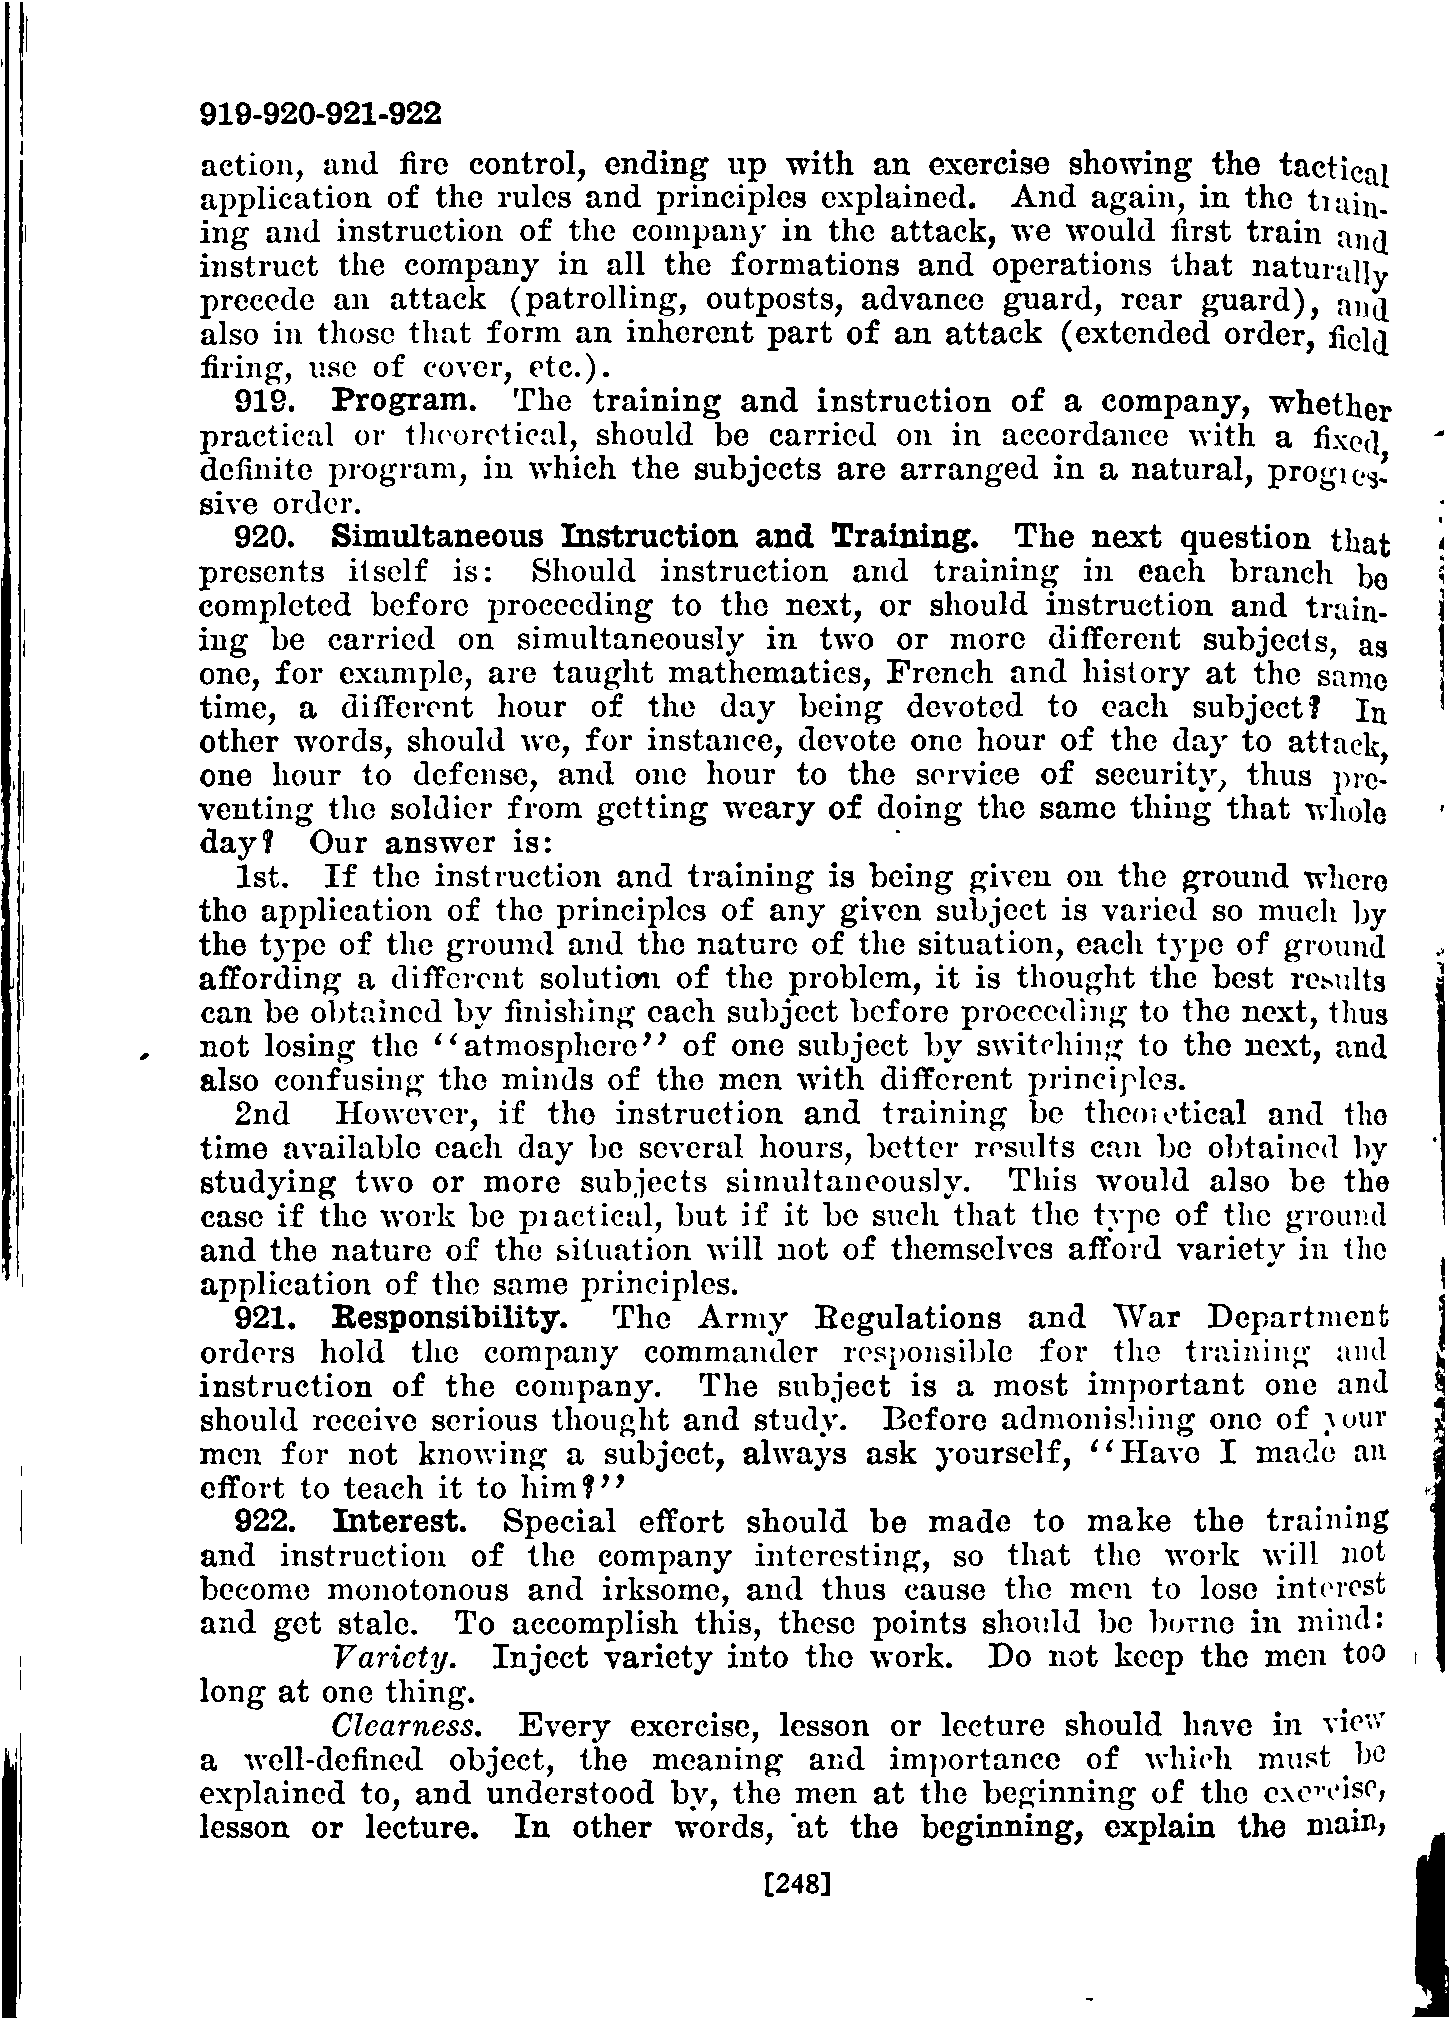 919-920-921-922
action, and fire control, ending up with an exercise showing the tactical
application of the rules and principles explained. And again, in the train-
ing and instruction of the company in the attack, we would first train and
instruct the company in all the formations and operations that naturally
precede an attack (patrolling, outposts, advance guard, rear guard), and
also in those that form an inherent part of an attack (extended order, field
firing, use of cover, etc.).
919. Program. The training and instruction of a company, whether
practical or theoretical, should be carried on in accordance with a fixed,
definite program, in which the subjects are arranged in a natural, progres-
sive order.
920. Simultaneous Instruction and Training. The next question that
presents itself is: Should instruction and training in each branch be
completed before proceeding to the next, or should instruction and train-
ing be carried on simultaneously in two or more different subjects, as
one, for example, are taught mathematics, French and history at the same
time, a different hour of the day being devoted to each subject? In
other words, should we, for instance, devote one hour of the day to attack,
one hour to defense, and one hour to the service of security, thus pre-
venting the soldier from getting weary of doing the same thing that whole
day? Our answer is:
1st. If the instruction and training is being given on the ground where
the application of the principles of any given subject is varied so much by
the type of the ground and the nature of the situation, each type of ground
affording a different solution of the problem, it is thought the best results
can be obtained by finishing each subject before proceeding to the next, thus
not losing the "atmosphere" of one subject by switching to the next, and
also confusing the minds of the men with different principles.
2nd However, if the instruction and training be theoretical and the
time available each day be several hours, better results can be obtained by
studying two or more subjects simultaneously. This would also be the
case if the work be practical, but if it be such that the type of the ground
and the nature of the situation will not of themselves afford variety in the
application of the same principles.
921. Responsibility. The Army Regulations and War Department
orders hold the company commander responsible for the training and
instruction of the company. The subject is a most important one and
should receive serious thought and study. Before admonishing one of your
men for not knowing a subject, always ask yourself, "Have I made an
effort to teach it to him?"
922. Interest. Special effort should be made to make the training
and instruction of the company interesting, so that the work will not
become monotonous and irksome, and thus cause the men to lose interest
and get stale. To accomplish this, these points should be borne in mind:
Variety. Inject variety into the work. Do not keep the men too
long at one thing.
Clearness. Every exercise, lesson or lecture should have in view
a well-defined object, the meaning and importance of which must be
explained to, and understood by, the men at the beginning of the exercise,
lesson or lecture. In other words, at the beginning, explain the main,
[248]